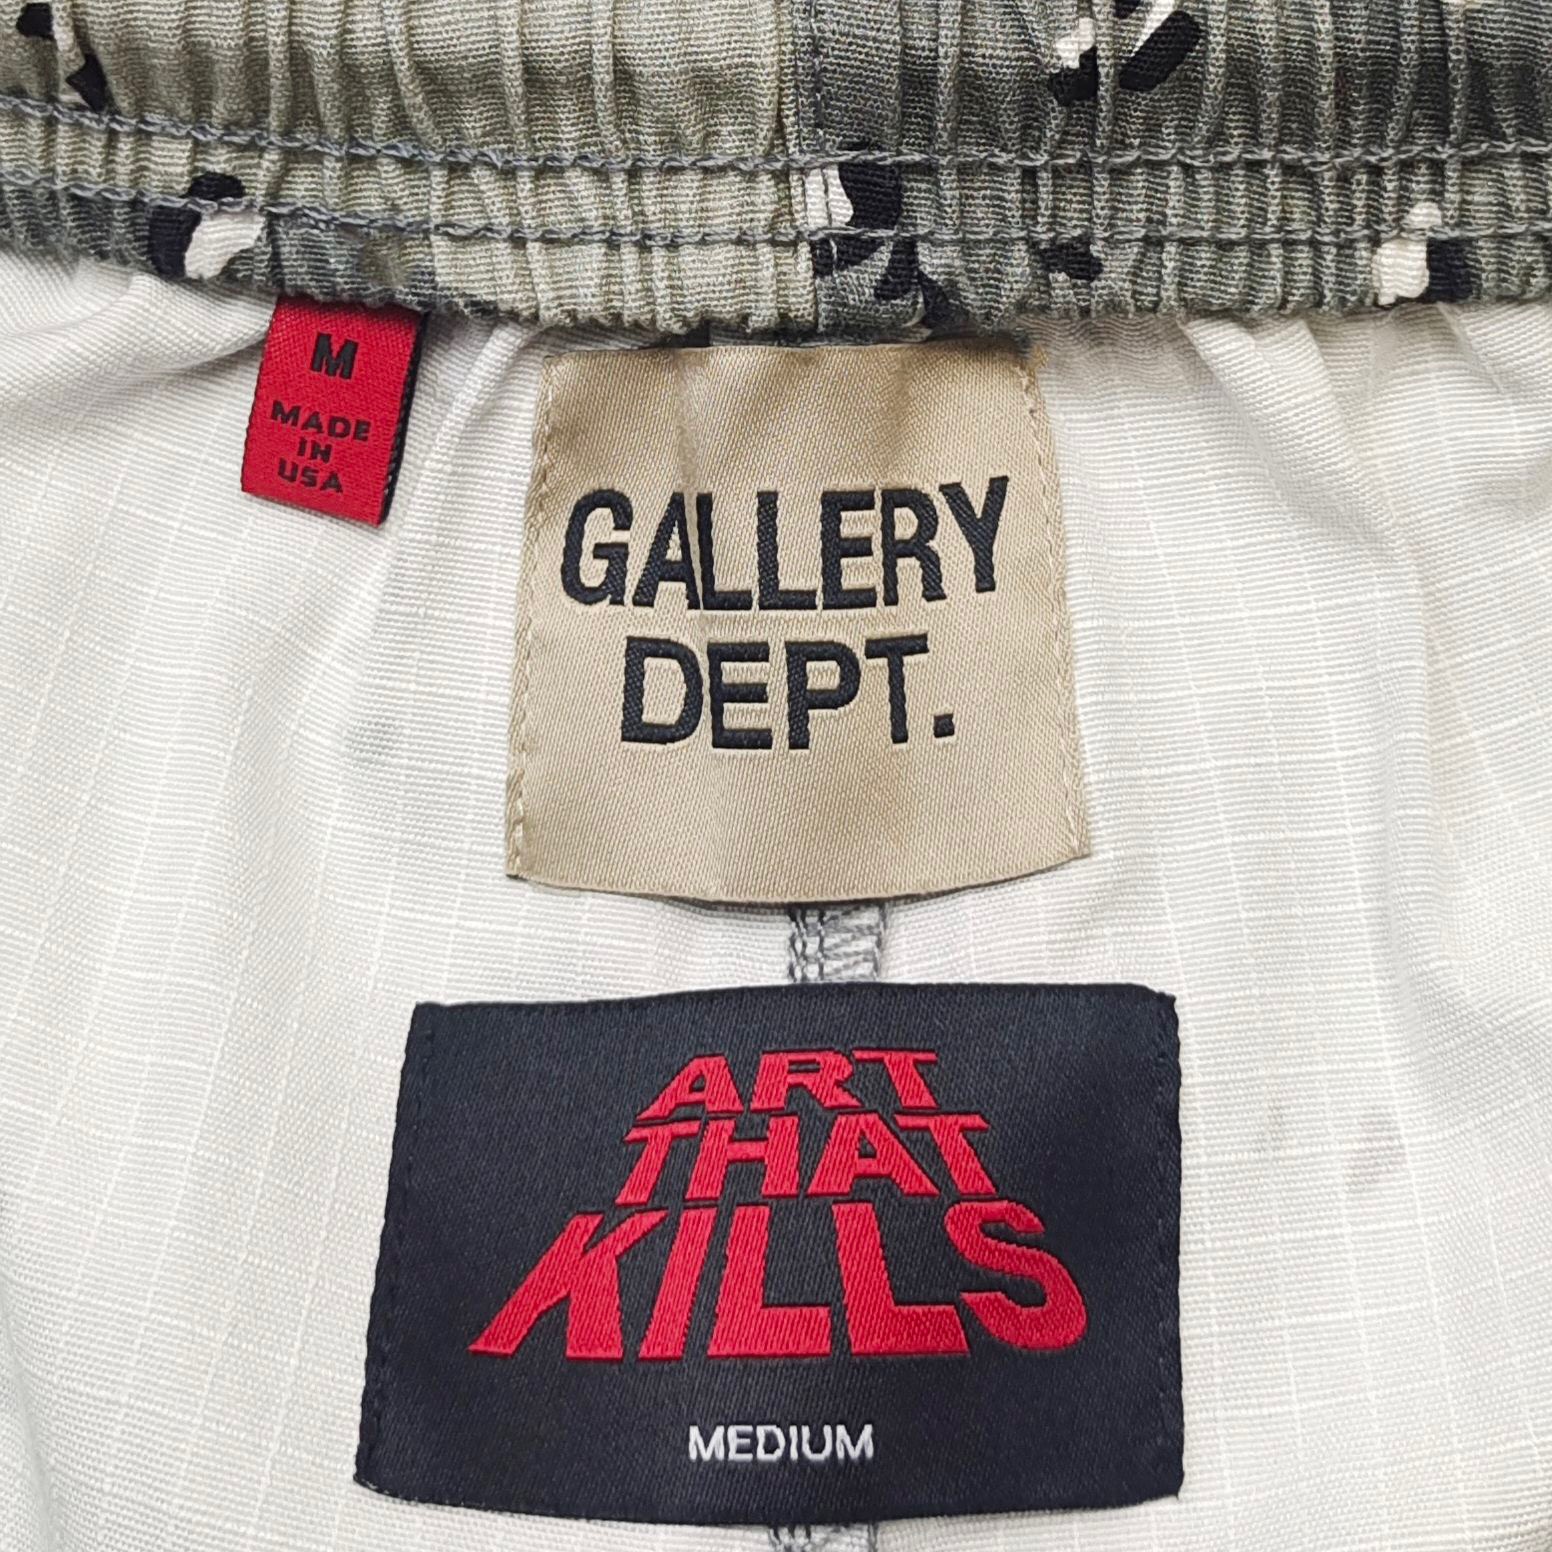 M
MADE
IN
USA
GALLERY
DEPT.
ART
THAT
KILLS
MEDIUM